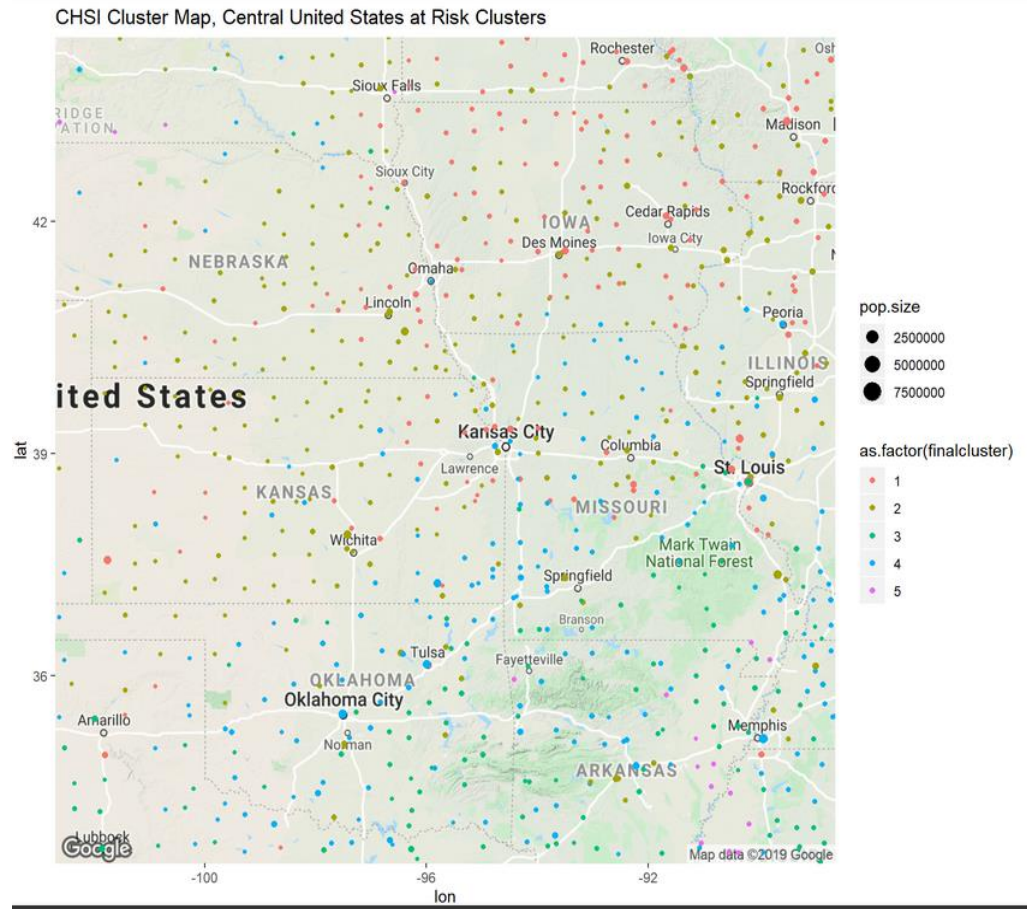 CHSI Cluster Map, Central United States at Risk Clusters
Rochester
Osh
Sioux Falls
RIDGE
ATION
Madison
Sioux City
Rockford
42
Cedar Rapids
IOWA
Iowa City
Des Moines
NEBRASKA
Omaha
Lincoln
Peoria
ILLINOIS
Springfield
ited States
Kansas City
39
Columbia
Lawrence
St. Louis
KANSAS
MISSOURI
Wichita
Mark Twain
National Forest
Springfield
Branson
Tulsa
Fayetteville
36
OKLAHOMA
Oklahoma City
Amarillo
Memphis
Norman
ARKANSAS
Lubbock
Google
Map data ©2019 Google
-100
-96
-92
lon
lat
pop.size
2500000
5000000
7500000
as.factor(finalcluster)
1
2
3
4
5